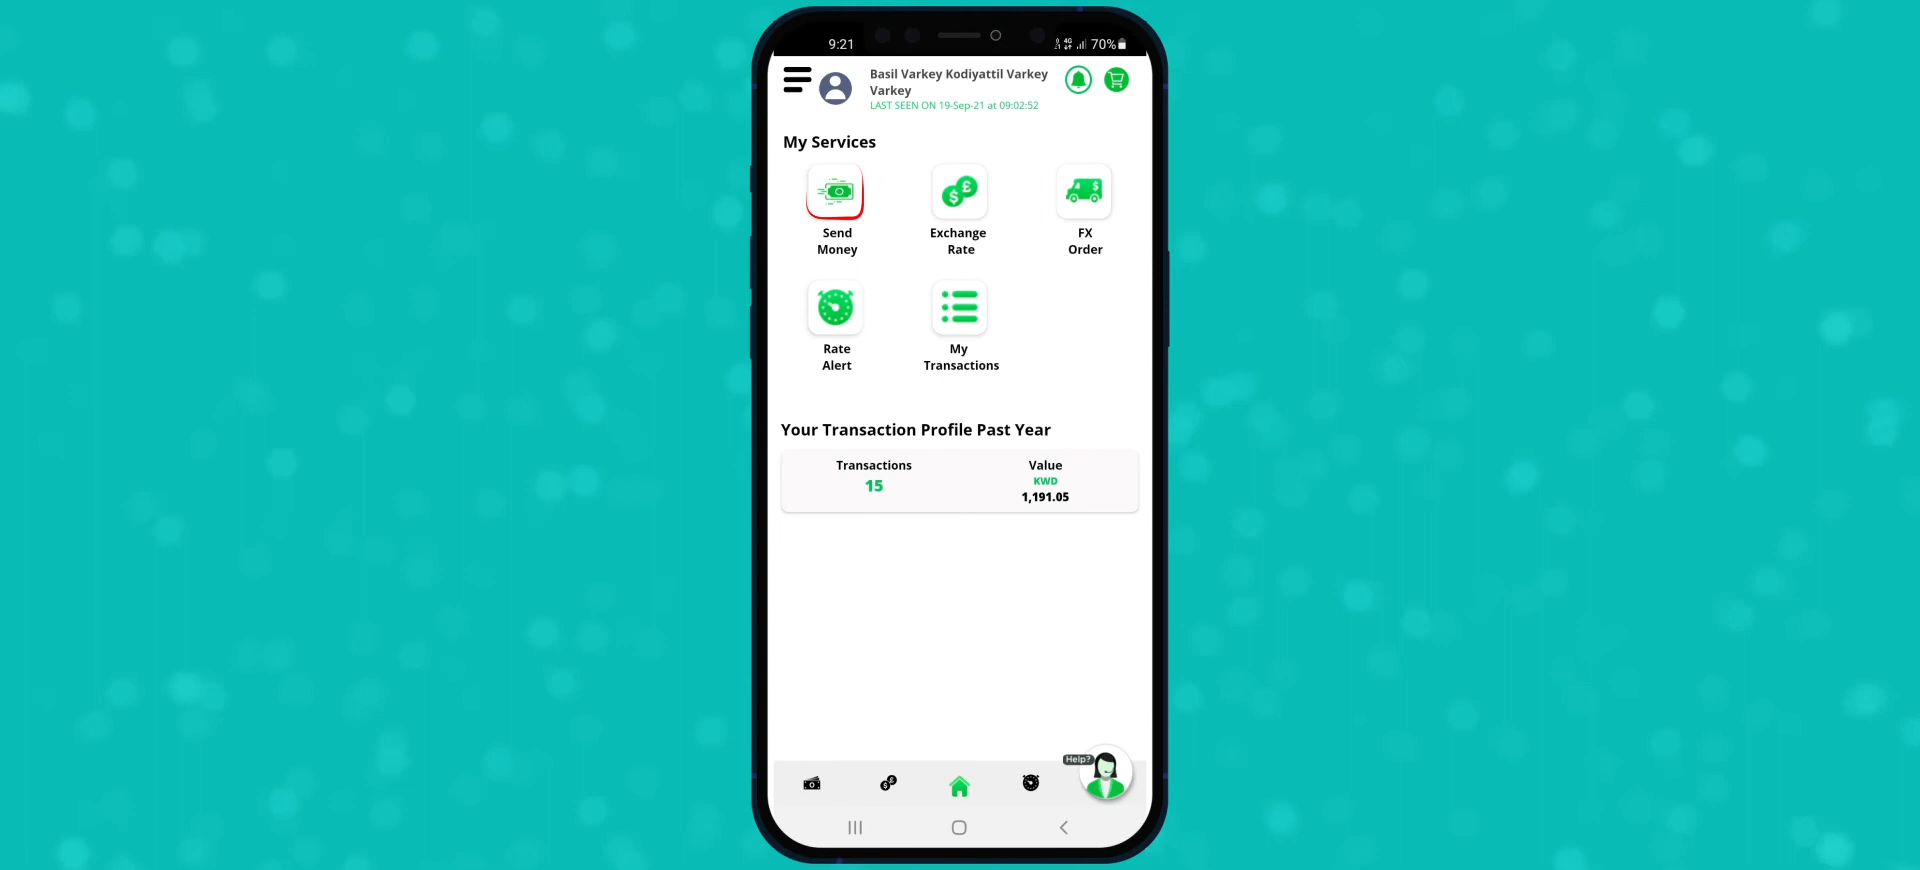 9:21
4G
70%
Basil Varkey Kodiyattil Varkey
Varkey
LAST SEEN ON 19-Sep-21 at 09:02:52
My Services
Send
Money
Exchange
Rate
FX
Order
Rate
Alert
My
Transactions
Your Transaction Profile Past Year
Transactions
15
Value
KWD
1,191.05
Help?